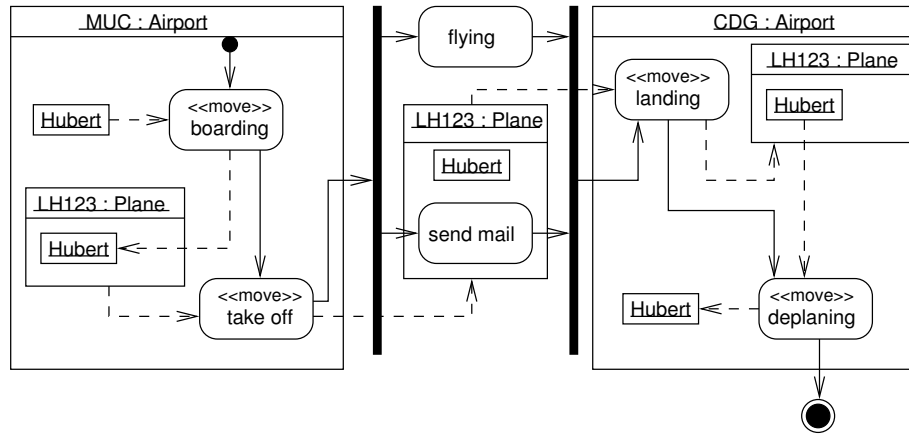 MUC : Airport
Hubert
<<move>>
boarding
LH123 : Plane
Hubert
<<move>>
take off
flying
LH123 : Plane
Hubert
send mail
CDG : Airport
<<move>>
landing
LH123 : Plane
Hubert
Hubert
<<move>>
deplaning